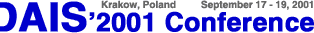 Krakow, Poland September 17 - 19, 2001
DAIS'2001 Conference